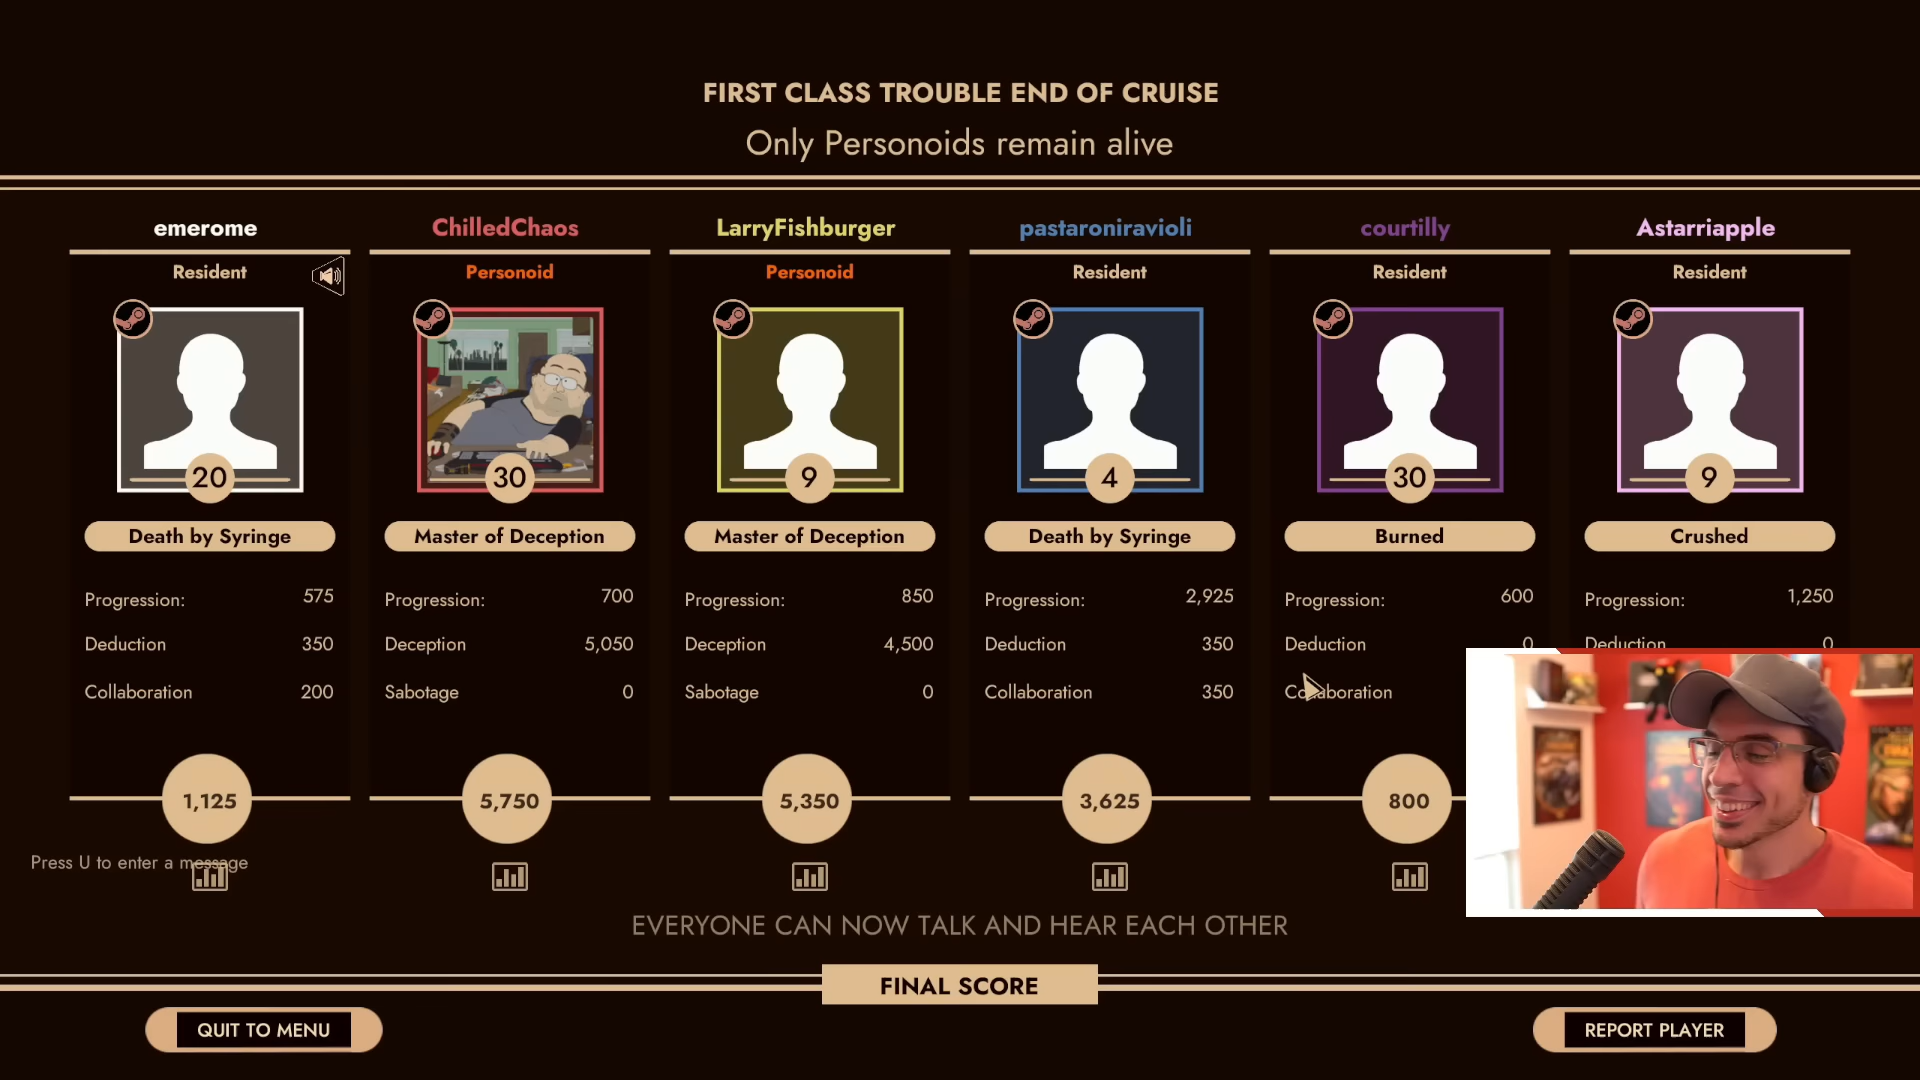 FIRST CLASS TROUBLE END OF CRUISE
Only Personoids remain alive
emerome
ChilledChaos
LarryFishburger
pastaroniravioli
courtilly
Astarriapple
Resident
Personoid
Personoid
Resident
Resident
Resident
20
30
9
4
30
9
Death by Syringe
Master of Deception
Master of Deception
Death by Syringe
Burned
Crushed
Progression: 575
Progression: 700
Progression: 850
Progression: 2,925
Progression: 600
Progression: 1,250
Deduction 350
Deception 5,050
Deception 4,500
Deduction 350
Deduction 0
Deduction 0
Collaboration 200
Sabotage 0
Sabotage 0
Collaboration 350
Collaboration
1,125
5,750
5,350
3,625
800
Press U to enter a message
EVERYONE CAN NOW TALK AND HEAR EACH OTHER
FINAL SCORE
QUIT TO MENU
REPORT PLAYER